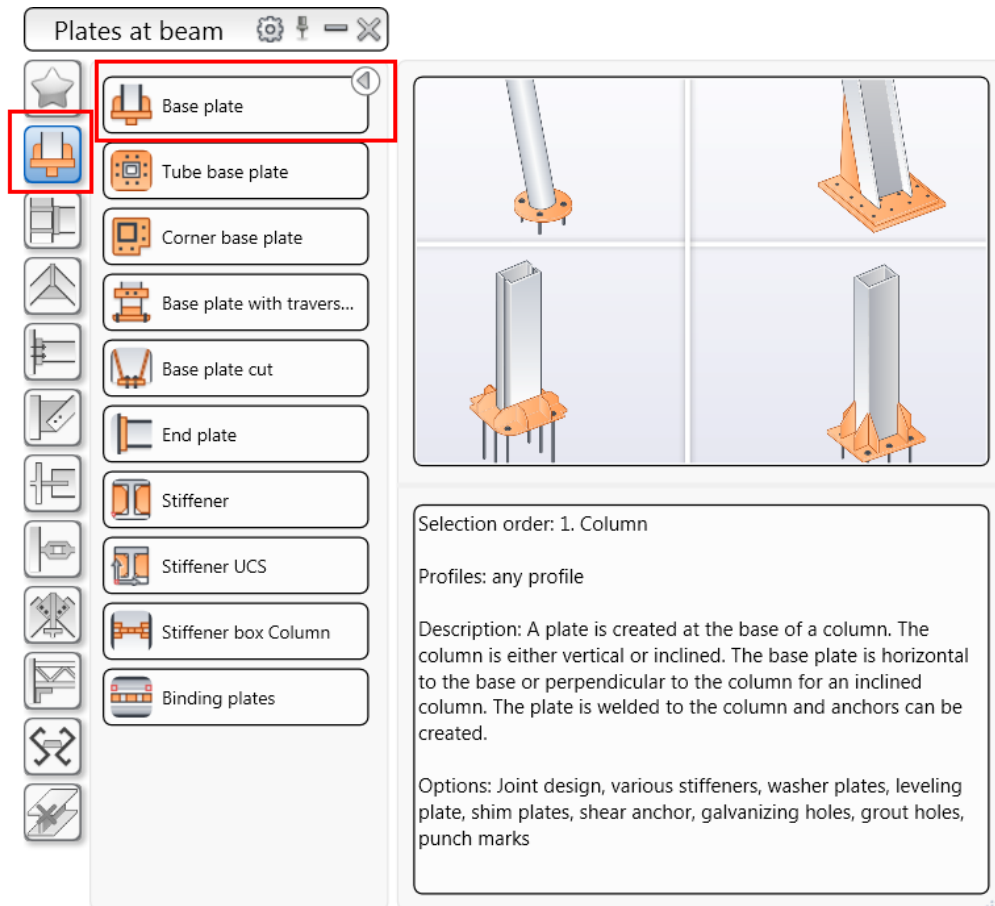 Plates at beam
Base plate
Tube base plate
Corner base plate
Base plate with travers...
Base plate cut
End plate
Stiffener
Stiffener UCS
Stiffener box Column
Binding plates
Selection order: 1. Column
Profiles: any profile
Description: A plate is created at the base of a column. The
column is either vertical or inclined. The base plate is horizontal
to the base or perpendicular to the column for an inclined
column. The plate is welded to the column and anchors can be
created.
Options: Joint design, various stiffeners, washer plates, leveling
plate, shim plates, shear anchor, galvanizing holes, grout holes,
punch marks